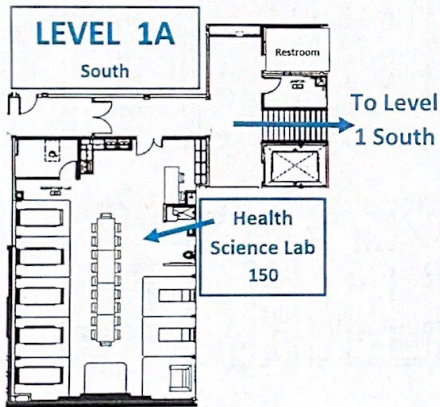 LEVEL 1A
South
Restroom
To Level
1 South
Health
Science Lab
150